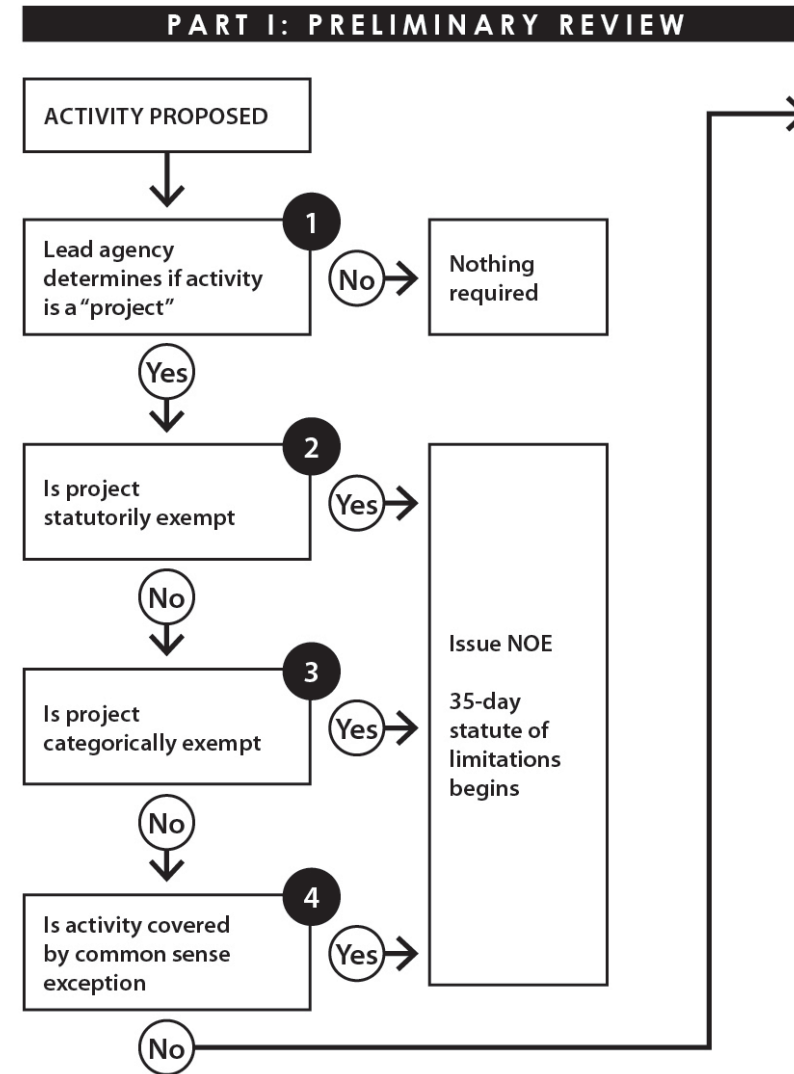 PART I: PRELIMINARY REVIEW
ACTIVITY PROPOSED
1
Lead agency
determines if activity
is a “project”
No
Nothing
required
Yes
2
Is project
statutorily exempt
Yes
No
3
Is project
categorically exempt
Yes
Issue NOE
35-day
statute of
limitations
begins
No
4
Is activity covered
by common sense
exception
Yes
No